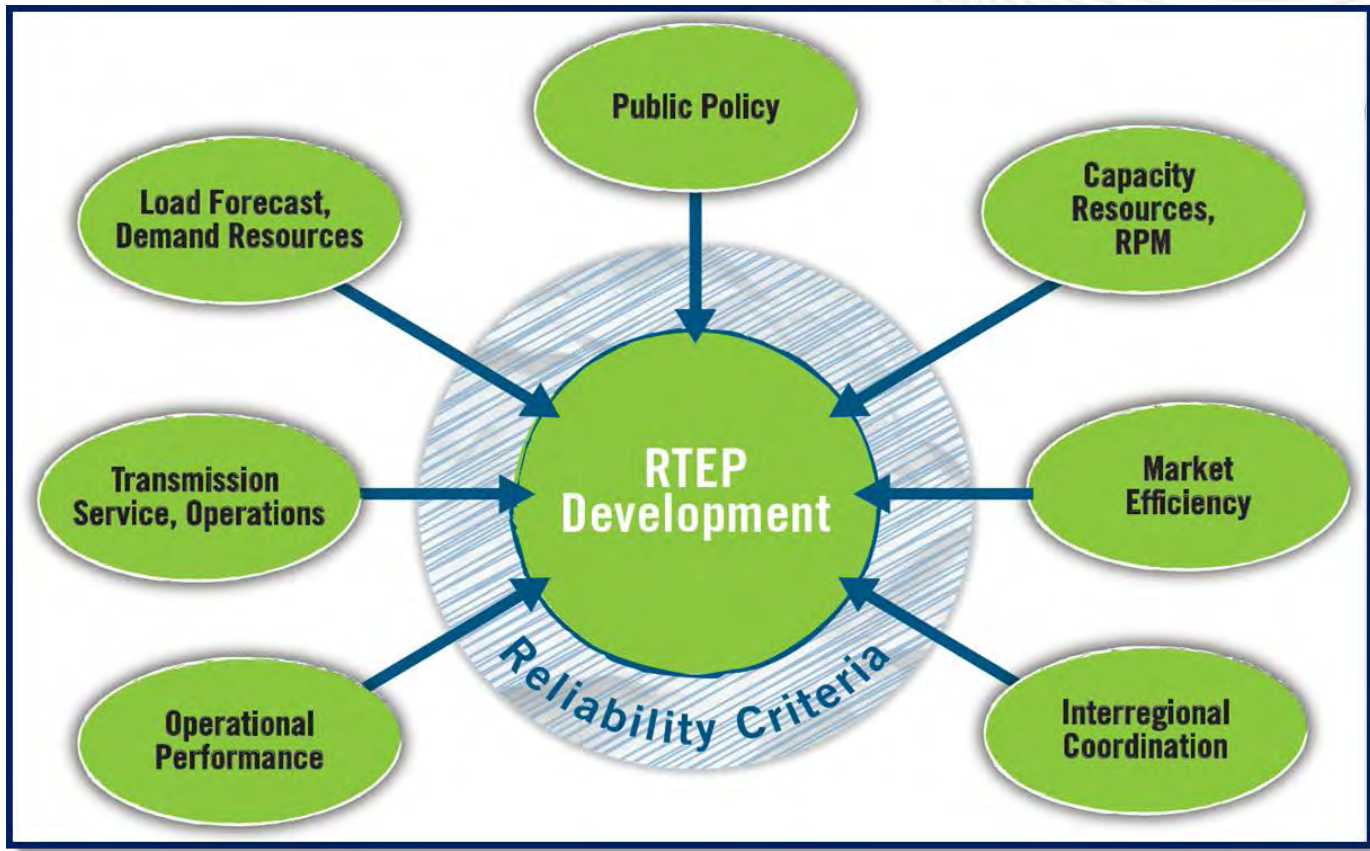 Public Policy
Load Forecast,
Demand Resources
Capacity
Resources,
RPM
Transmission
Service, Operations
RTEP
Development
Market
Efficiency
Operational
Performance
Reliability Criteria
Interregional
Coordination